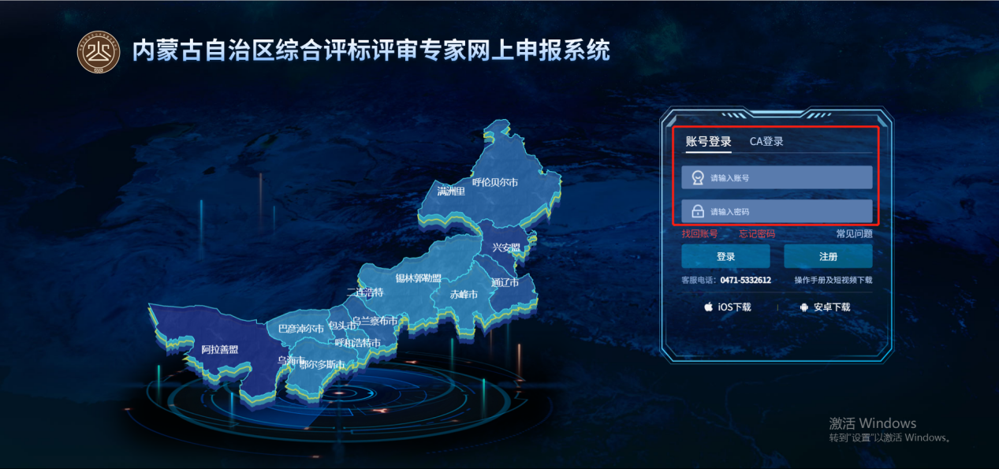 内蒙古自治区综合评标评审专家网上申报系统
账号登录 CA登录
请输入账号
请输入密码
找回账号 忘记密码 常见问题
登录 注册
客服电话：0471-5332612 操作手册及短视频下载
iOS下载 安卓下载
呼伦贝尔市
满洲里
兴安盟
锡林郭勒盟
通辽市
二连浩特
赤峰市
乌兰察布市
包头市
巴彦淖尔市
呼和浩特市
阿拉善盟
乌海市
鄂尔多斯市
激活 Windows
转到"设置"以激活 Windows。